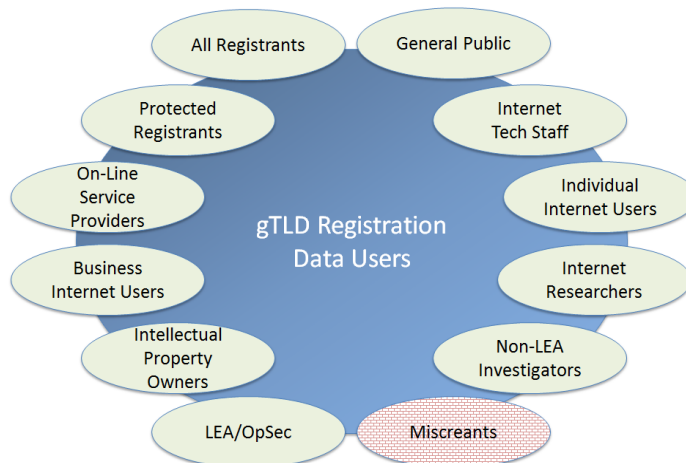 All Registrants
General Public
Protected
Registrants
Internet
Tech Staff
On-Line
Service
Providers
Individual
Internet Users
gTLD Registration
Data Users
Business
Internet Users
Internet
Researchers
Intellectual
Property
Owners
Non-LEA
Investigators
LEA/OpSec
Miscreants